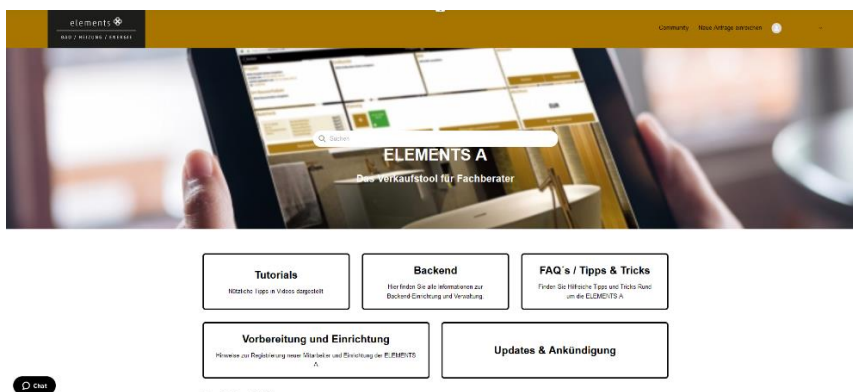 elements
BAD / HEIZUNG / ENERGIE
Community Neue Anfrage einreichen
Suchen
ELEMENTS A
Das Verkaufstool für Fachberater
EUR
Tutorials
Nützliche Tipps in Videos dargestellt
Backend
Hier finden Sie alle Informationen zur
Backend-Einrichtung und Verwaltung.
FAQ´s / Tipps & Tricks
Finden Sie Hilfreiche Tipps und Tricks Rund
um die ELEMENTS A
Vorbereitung und Einrichtung
Hinweise zur Registrierung neuer Mitarbeiter und Einrichtung der ELEMENTS
A
Updates & Ankündigung
Chat